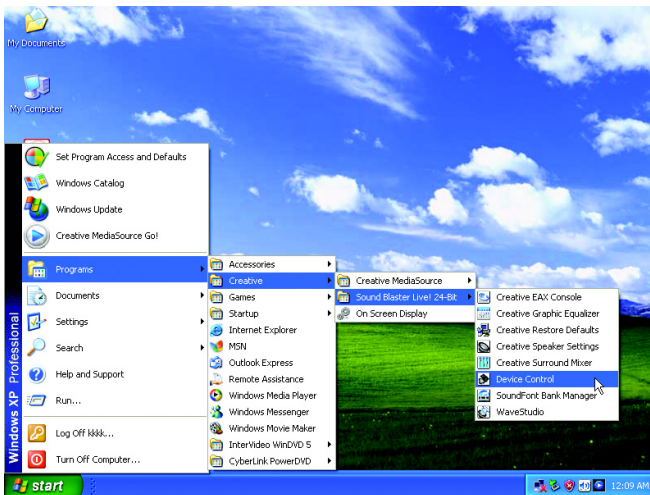 My Documents
My Computer
Set Program Access and Defaults
Windows Catalog
Windows Update
Creative MediaSource Go!
Programs
Documents
Settings
Search
Help and Support
Run...
Log Off kkkk...
Turn Off Computer...
Windows XP Professional
Accessories
Creative
Games
Startup
Internet Explorer
MSN
Outlook Express
Remote Assistance
Windows Media Player
Windows Messenger
Windows Movie Maker
InterVideo WinDVD 5
CyberLink PowerDVD
Creative MediaSource
Sound Blaster Live! 24-Bit
On Screen Display
Creative EAX Console
Creative Graphic Equalizer
Creative Restore Defaults
Creative Speaker Settings
Creative Surround Mixer
Device Control
SoundFont Bank Manager
WaveStudio
start
12:09 AM